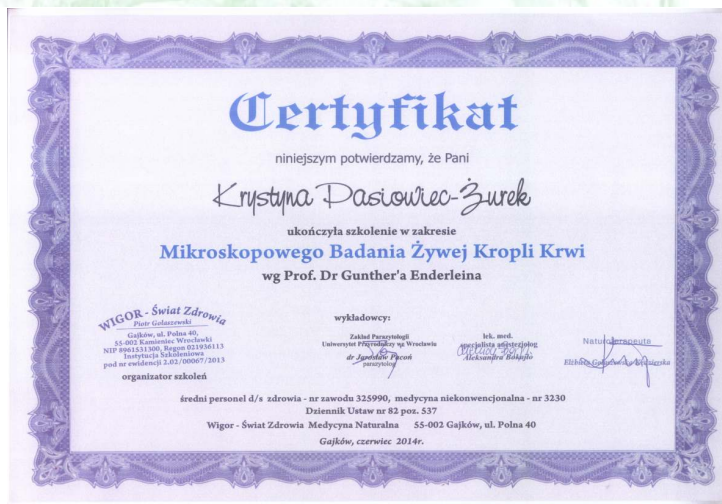 Certyfikat
niniejszym potwierdzamy, że Pani
Krystyna Pasiowiec-Żurek
ukończyła szkolenie w zakresie
Mikroskopowego Badania Żywej Kropli Krwi
wg Prof. Dr Gunther'a Enderleina
WIGOR - Świat Zdrowia
Piotr Gołaszewski
Gajków, ul. Polna 40,
55-002 Kamieniec Wrocławski
NIP 8961531300, Regon 021936113
Instytucja Szkoleniowa
pod nr ewidencji 2.02/00067/2013
organizator szkoleń
wykładowcy:
Zakład Parazytologii
Uniwersytet Przyrodniczy we Wrocławiu
dr Jarosław Pacoń
parazytolog
lek. med.
specjalista anestezjolog
Aleksandra
Naturoterapeuta
Elżbieta
średni personel d/s zdrowia - nr zawodu 325990, medycyna niekonwencjonalna - nr 3230
Dziennik Ustaw nr 82 poz. 537
Wigor - Świat Zdrowia Medycyna Naturalna 55-002 Gajków, ul. Polna 40
Gajków, czerwiec 2014r.